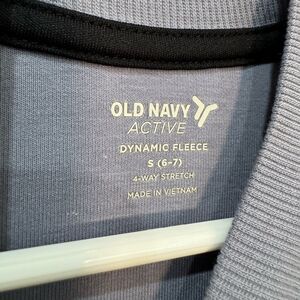 OLD NAVY
ACTIVE
DYNAMIC FLEECE
S (6-7)
4-WAY STRETCH
MADE IN VIETNAM